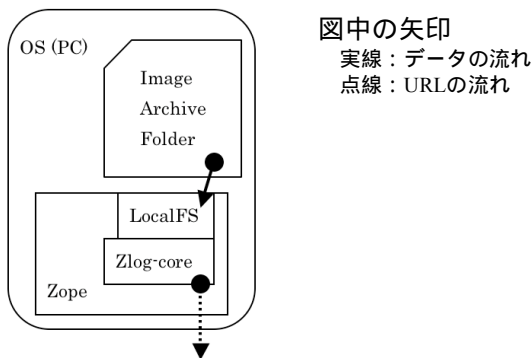 OS (PC)
Image
Archive
Folder
LocalFS
Zlog-core
Zope
図中の矢印
実線：データの流れ
点線：URLの流れ